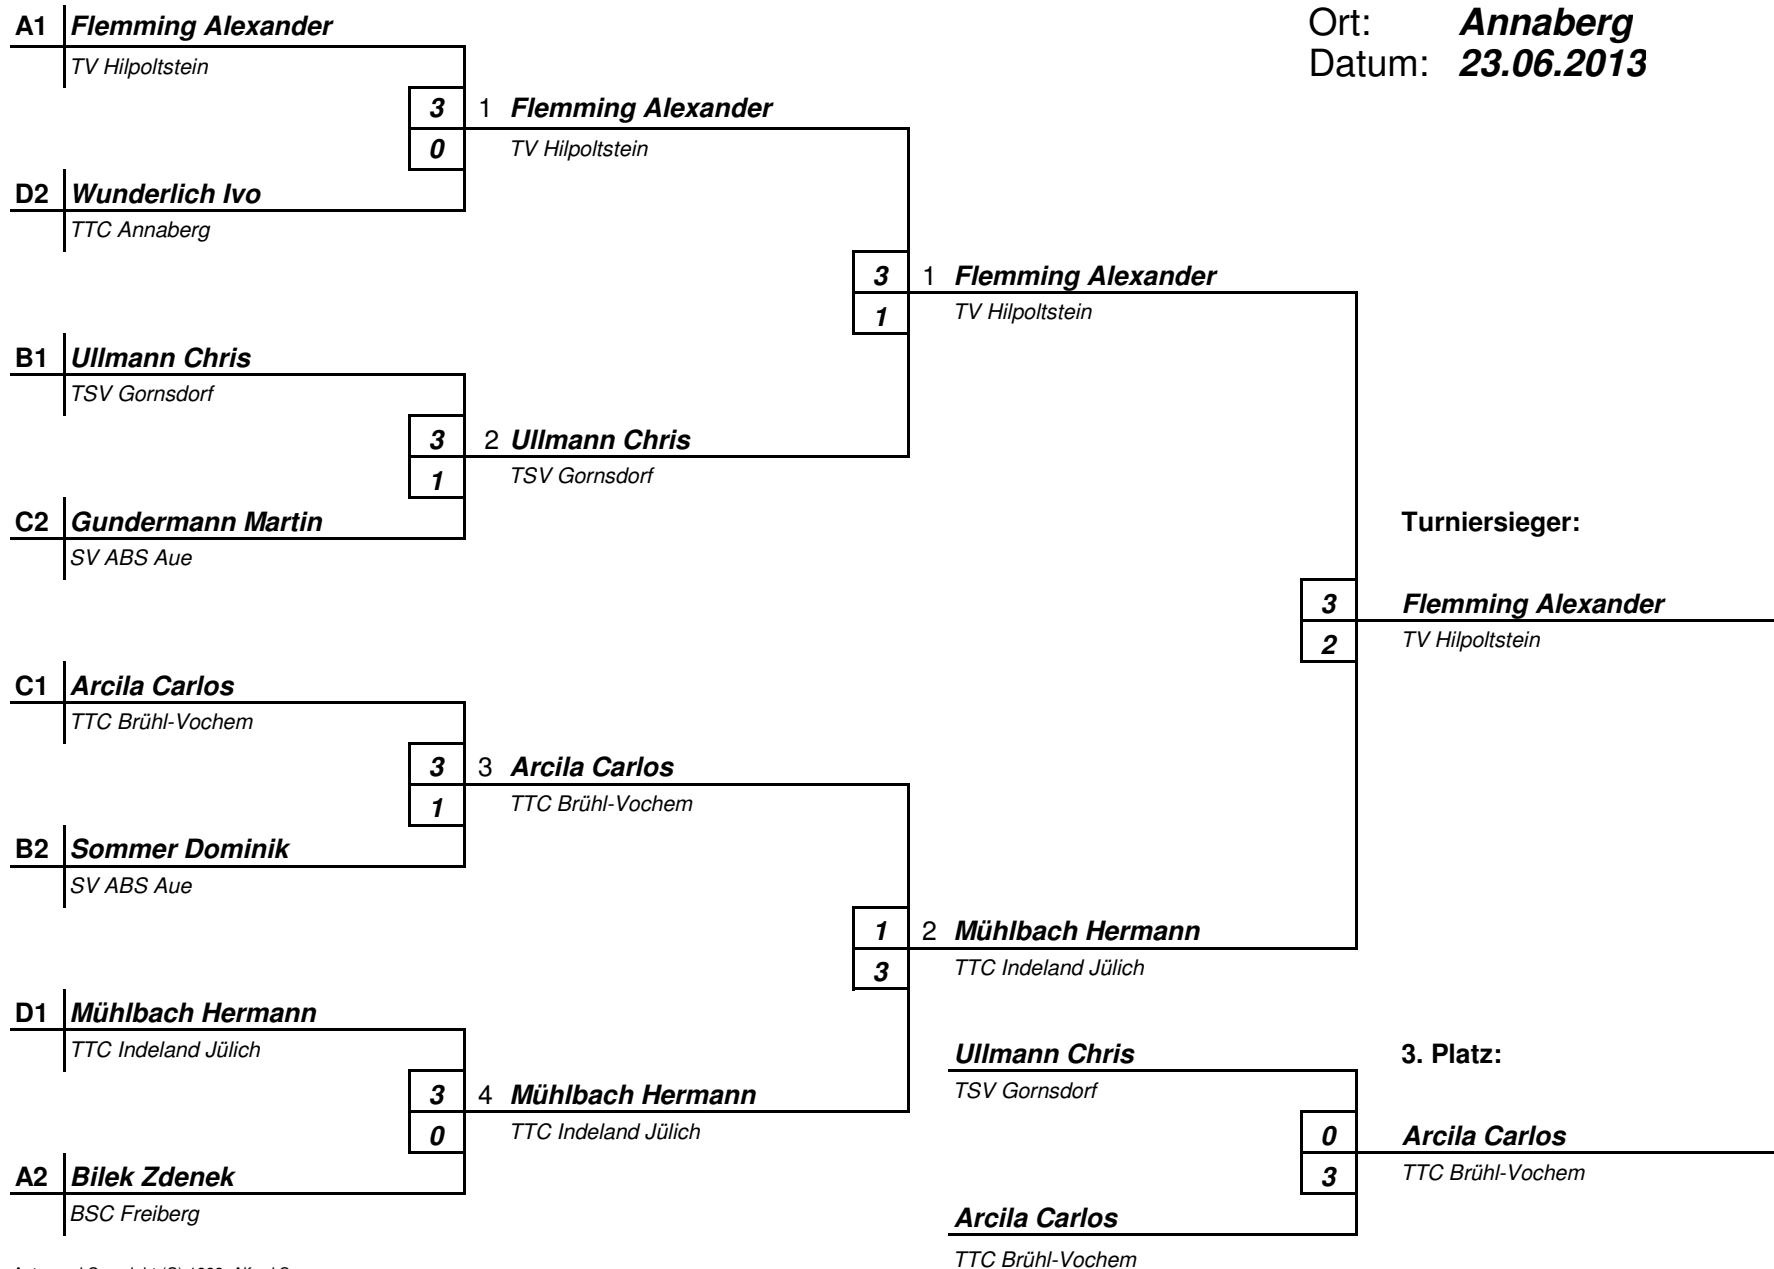 Ort: Annaberg
Datum: 23.06.2013
A1 Flemming Alexander
TV Hilpoltstein
3 1 Flemming Alexander
0 TV Hilpoltstein
D2 Wunderlich Ivo
TTC Annaberg
3 1 Flemming Alexander
1 TV Hilpoltstein
B1 Ullmann Chris
TSV Gornsdorf
3 2 Ullmann Chris
1 TSV Gornsdorf
C2 Gundermann Martin
SV ABS Aue
Turniersieger:
3 Flemming Alexander
2 TV Hilpoltstein
C1 Arcila Carlos
TTC Brühl-Vochem
3 3 Arcila Carlos
1 TTC Brühl-Vochem
B2 Sommer Dominik
SV ABS Aue
1 2 Mühlbach Hermann
3 TTC Indeland Jülich
D1 Mühlbach Hermann
TTC Indeland Jülich
3 4 Mühlbach Hermann
0 TTC Indeland Jülich
A2 Bilek Zdenek
BSC Freiberg
Ullmann Chris
TSV Gornsdorf
3. Platz:
0 Arcila Carlos
3 TTC Brühl-Vochem
Arcila Carlos
TTC Brühl-Vochem